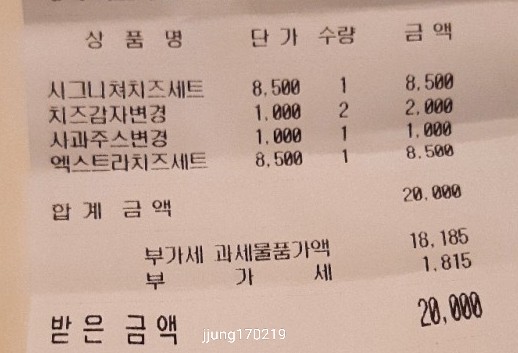 상 품 명 단 가 수량 금 액
시그니쳐치즈세트 8,500 1 8,500
치즈감자변경 1,000 2 2,000
사과주스변경 1,000 1 1,000
엑스트라치즈세트 8,500 1 8.500
합 계 금 액 20.000
부가세 과세물품가액 18,185
부 가 세 1,815
받 은 금 액 20,000
jjung170219